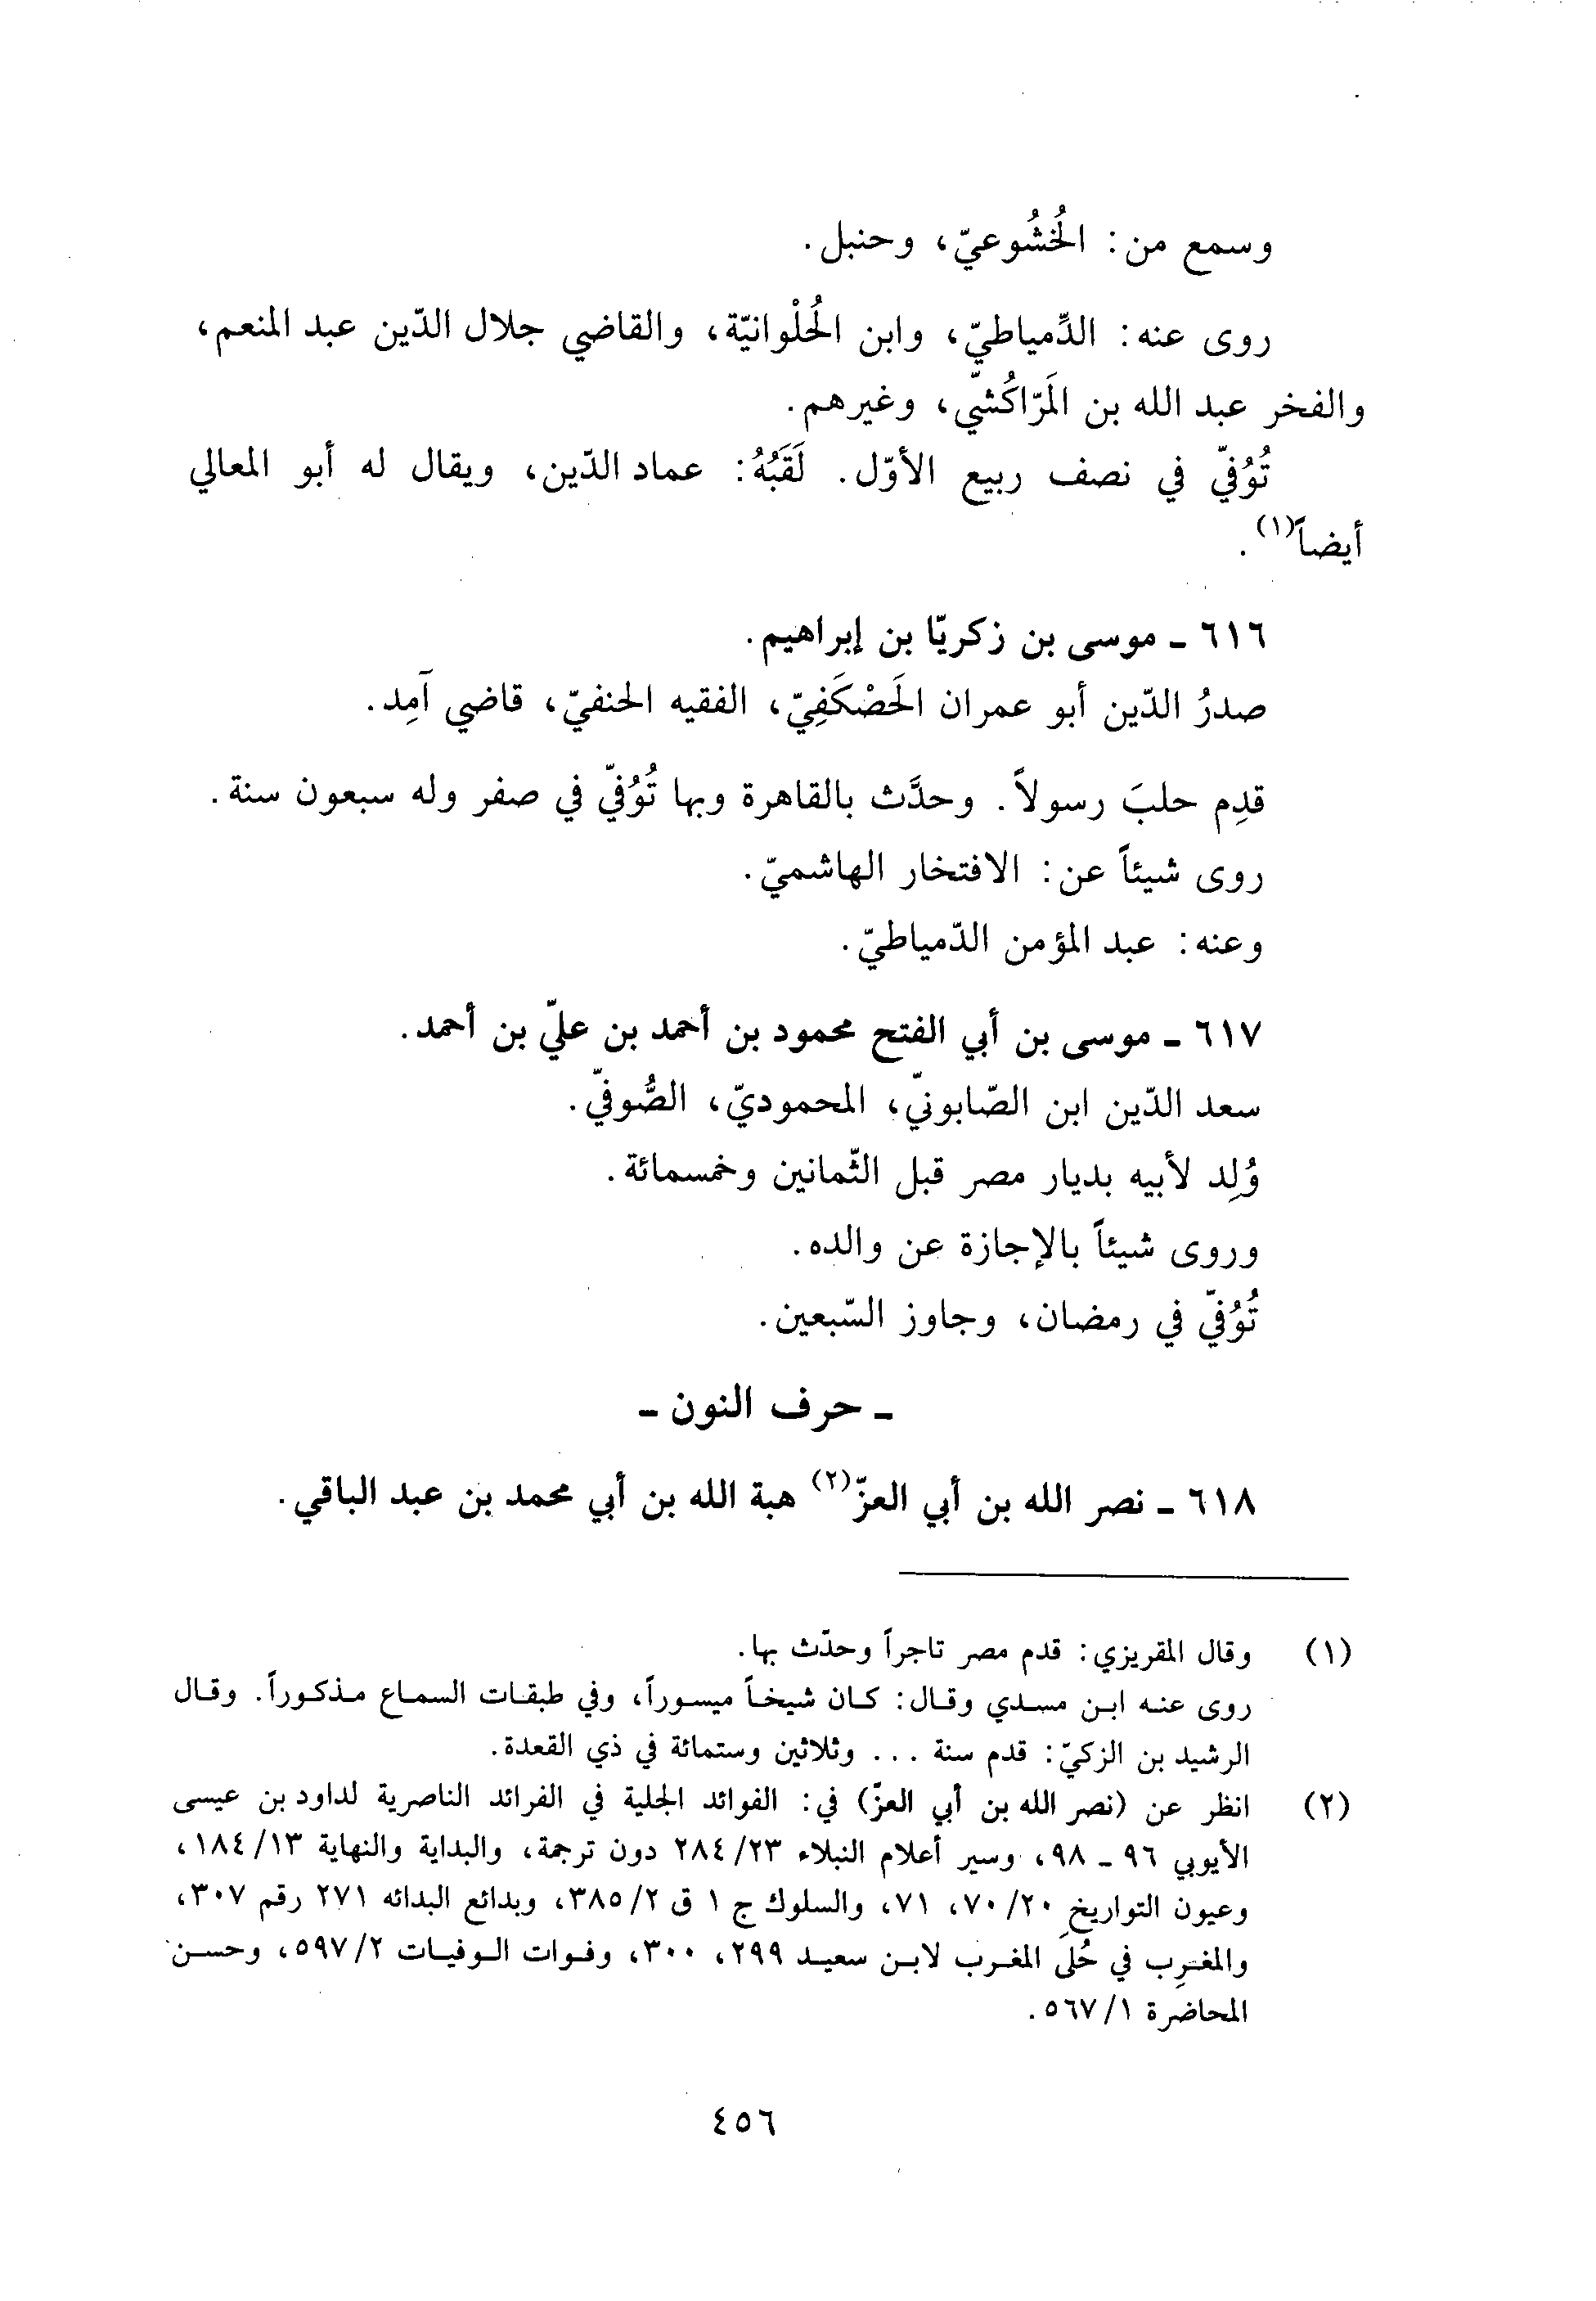 وسمع من: الخُشُوعيّ، وحنبل.
روى عنه: الدِّمياطيّ، وابن الحُلْوانيّة، والقاضي جلال الدّين عبد المنعم،
والفخر عبد الله بن المَرّاكُشيّ، وغيرهم.
تُوُفيّ في نصف ربيع الأوّل. لَقَبُهُ: عماد الدّين، ويقال له أبو المعالي
أيضاً(١).
٦١٦ ـ موسى بن زكريّا بن إبراهيم.
صدرُ الدّين أبو عمران الحَصْكَفِيّ، الفقيه الحنفيّ، قاضي آمِد.
قدِم حلبَ رسولاً. وحدَّث بالقاهرة وبها تُوُفيّ في صفر وله سبعون سنة.
روى شيئاً عن: الافتخار الهاشميّ.
وعنه: عبد المؤمن الدّمياطيّ.
٦١٧ ـ موسى بن أبي الفتح محمود بن أحمد بن عليّ بن أحمد.
سعد الدّين ابن الصّابونيّ، المحموديّ، الصُّوفيّ.
وُلِد لأبيه بديار مصر قبل الثّمانين وخمسمائة.
وروى شيئاً بالإجازة عن والده.
تُوُفيّ في رمضان، وجاوز السّبعين.
ـ حرف النون ـ
٦١٨ ـ نصر الله بن أبي العزّ(٢) هبة الله بن أبي محمد بن عبد الباقي.
(١) وقال المقريزي: قدم مصر تاجراً وحدّث بها.
روى عنه ابن مسدي وقال: كان شيخاً ميسوراً، وفي طبقات السماع مذكوراً. وقال
الرشيد بن الزكيّ: قدم سنة ... وثلاثين وستمائة في ذي القعدة.
(٢) انظر عن (نصر الله بن أبي العزّ) في: الفوائد الجلية في الفرائد الناصرية لداود بن عيسى
الأيوبي ٩٦ ـ ٩٨، وسير أعلام النبلاء ٢٣/٢٨٤ دون ترجمة، والبداية والنهاية ١٣/١٨٤،
وعيون التواريخ ٢٠/٧٠، ٧١، والسلوك ج ١ ق ٢/٣٨٥، وبدائع البدائه ٢٧١ رقم ٣٠٧،
والمغرِب في حُلَى المغرب لابن سعيد ٢٩٩، ٣٠٠، وفوات الوفيات ٢/٥٩٧، وحسن
المحاضرة ١/٥٦٧.
٤٥٦